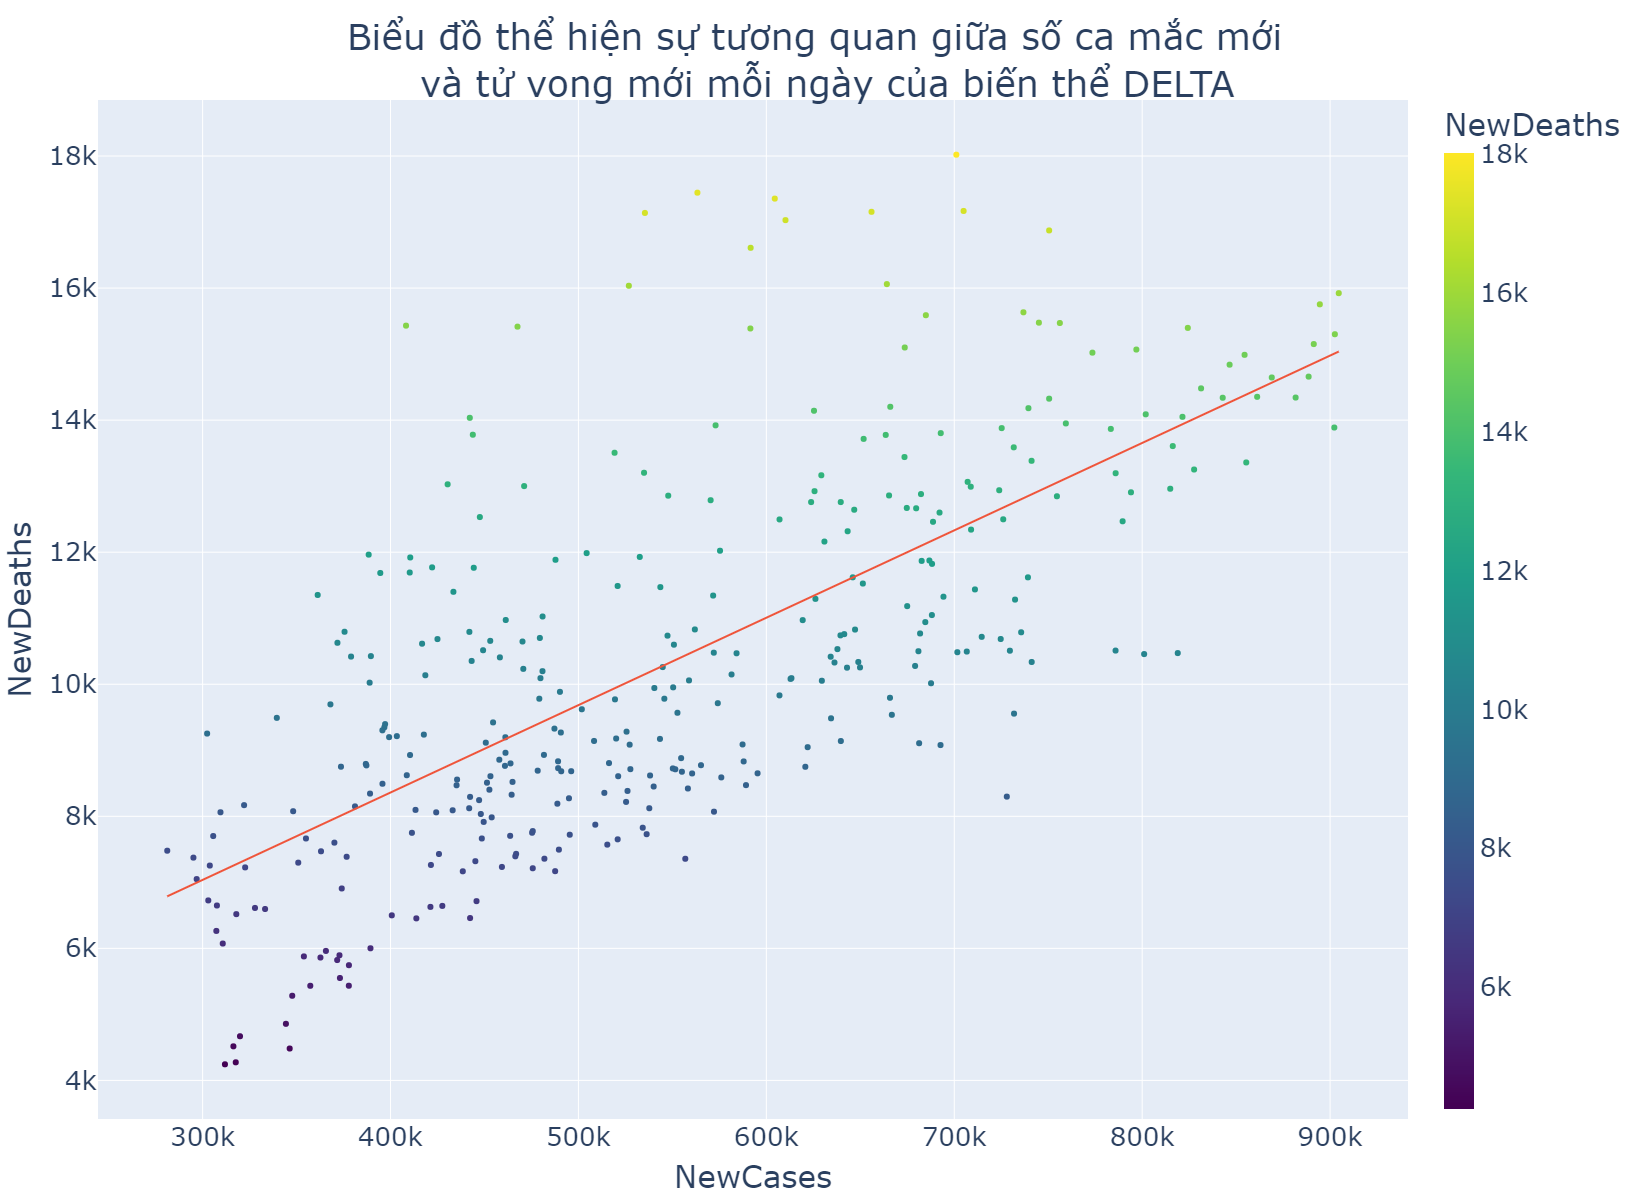 Biểu đồ thể hiện sự tương quan giữa số ca mắc mới
và tử vong mới mỗi ngày của biến thể DELTA
NewDeaths
18k
16k
14k
12k
10k
8k
6k
4k
NewDeaths
300k
400k
500k
600k
700k
800k
900k
NewCases
18k
16k
14k
12k
10k
8k
6k